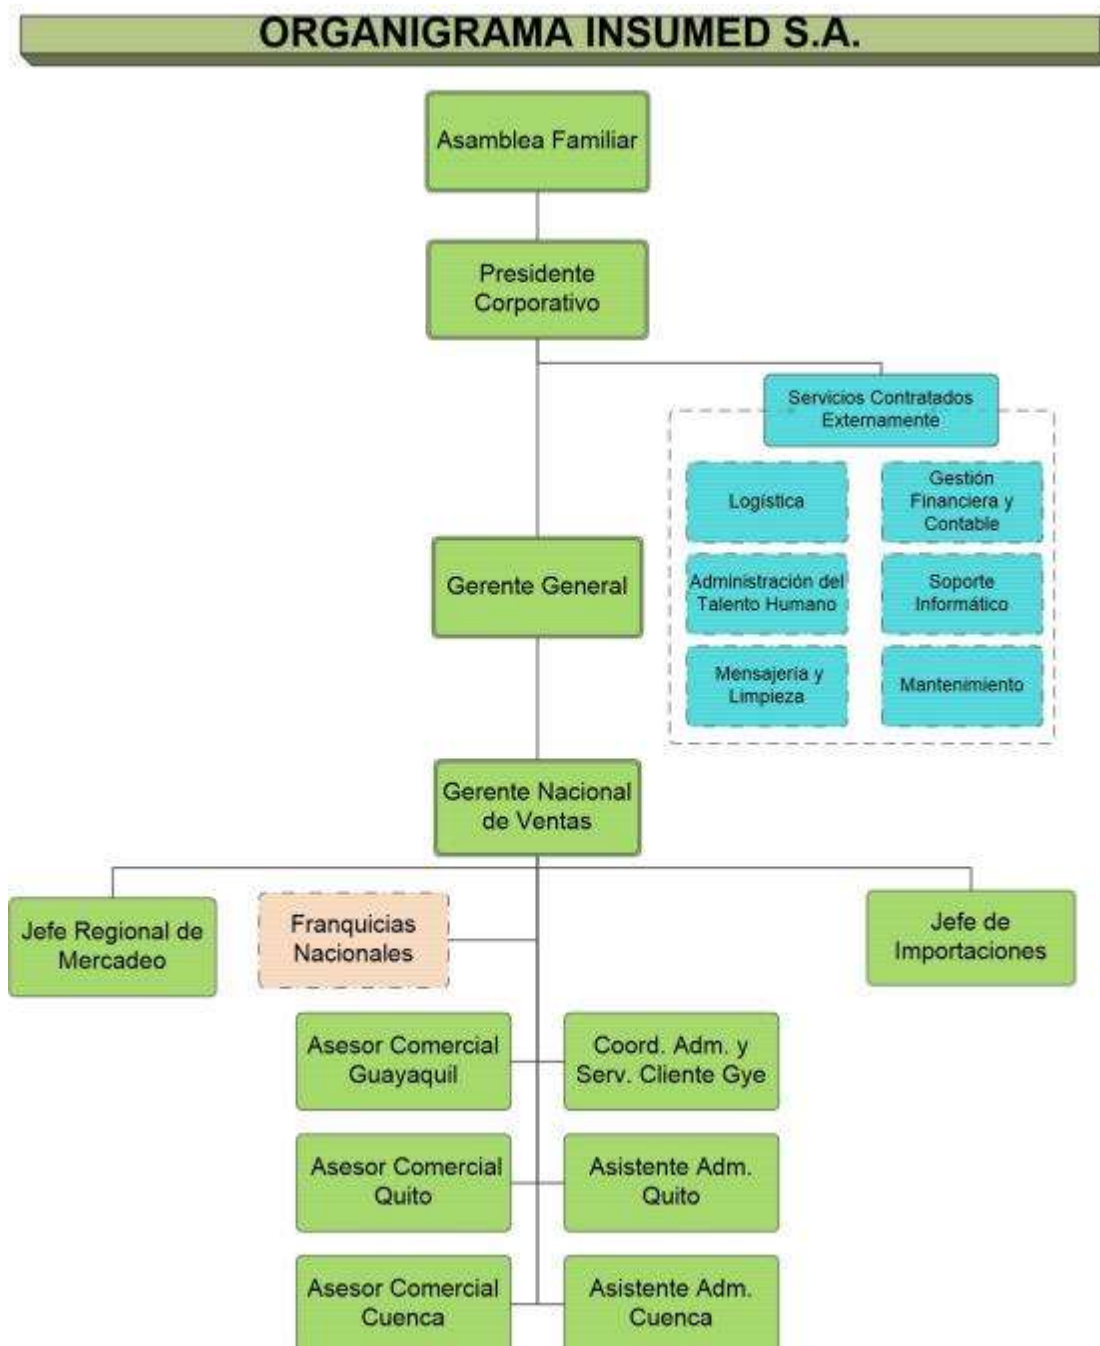 ORGANIGRAMA INSUMED S.A.
Asamblea Familiar
Presidente
Corporativo
Servicios Contratados
Externamente
Logística
Gestión
Financiera y
Contable
Administración del
Talento Humano
Soporte
Informático
Mensajería y
Limpieza
Mantenimiento
Gerente General
Gerente Nacional
de Ventas
Jefe Regional de
Mercadeo
Franquicias
Nacionales
Jefe de
Importaciones
Asesor Comercial
Guayaquil
Coord. Adm. y
Serv. Cliente Gye
Asesor Comercial
Quito
Asistente Adm.
Quito
Asesor Comercial
Cuenca
Asistente Adm.
Cuenca